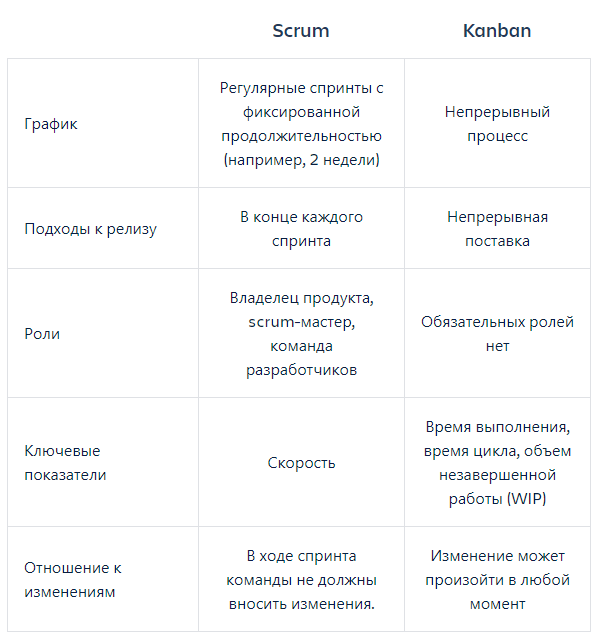 Scrum
Kanban
График
Регулярные спринты с
фиксированной
продолжительностью
(например, 2 недели)
Непрерывный
процесс
Подходы к релизу
В конце каждого
спринта
Непрерывная
поставка
Роли
Владелец продукта,
scrum-мастер,
команда
разработчиков
Обязательных ролей
нет
Ключевые
показатели
Скорость
Время выполнения,
время цикла, объем
незавершенной
работы (WIP)
Отношение к
изменениям
В ходе спринта
команды не должны
вносить изменения.
Изменение может
произойти в любой
момент